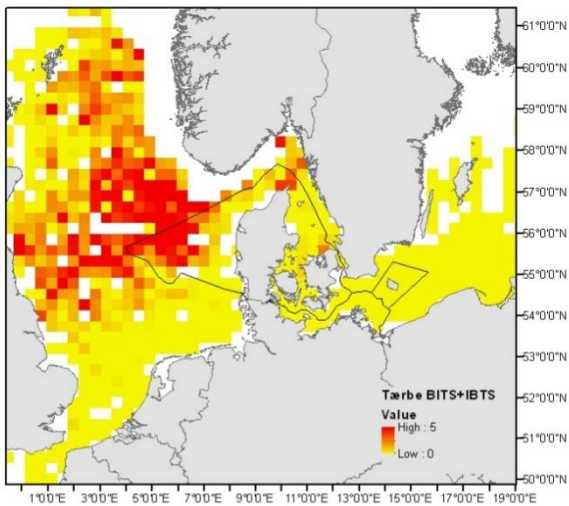 61°0'0"N
60°0'0"N
59°0'0"N
58°0'0"N
57°0'0"N
56°0'0"N
55°0'0"N
54°0'0"N
53°0'0"N
52°0'0"N
51°0'0"N
50°0'0"N
Tærbe BITS+IBTS
Value
High : 5
Low : 0
1°0'0"E 3°0'0"E 5°0'0"E 7°0'0"E 9°0'0"E 11°0'0"E 13°0'0"E 15°0'0"E 17°0'0"E 19°0'0"E